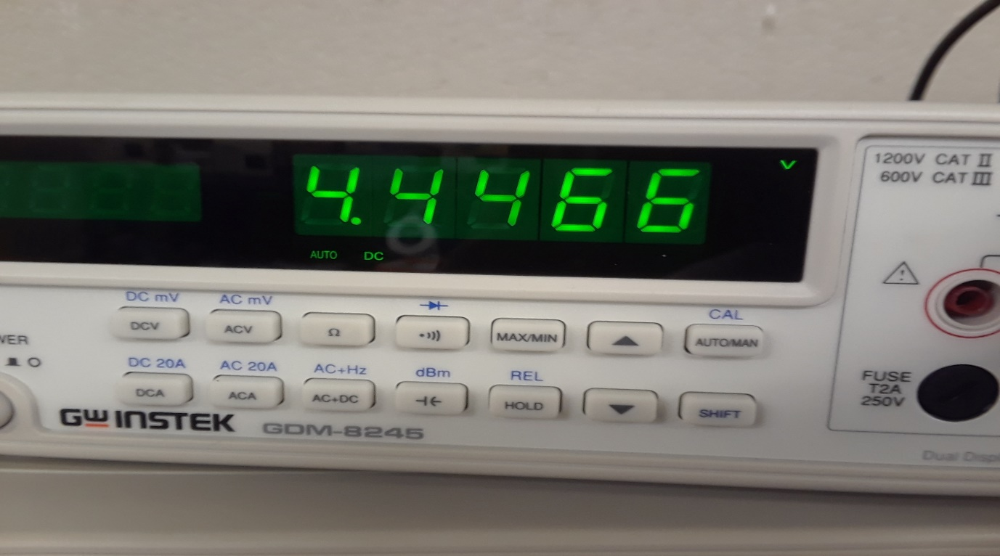 4.4466
V
AUTO DC
1200V CAT II
600V CAT III
DC mV AC mV
DCV ACV Ω MAX/MIN
CAL
AUTO/MAN
DC 20A AC 20A AC+Hz dBm REL
DCA ACA AC+DC HOLD SHIFT
FUSE
T2A
250V
GW INSTEK GDM-8245
Dual